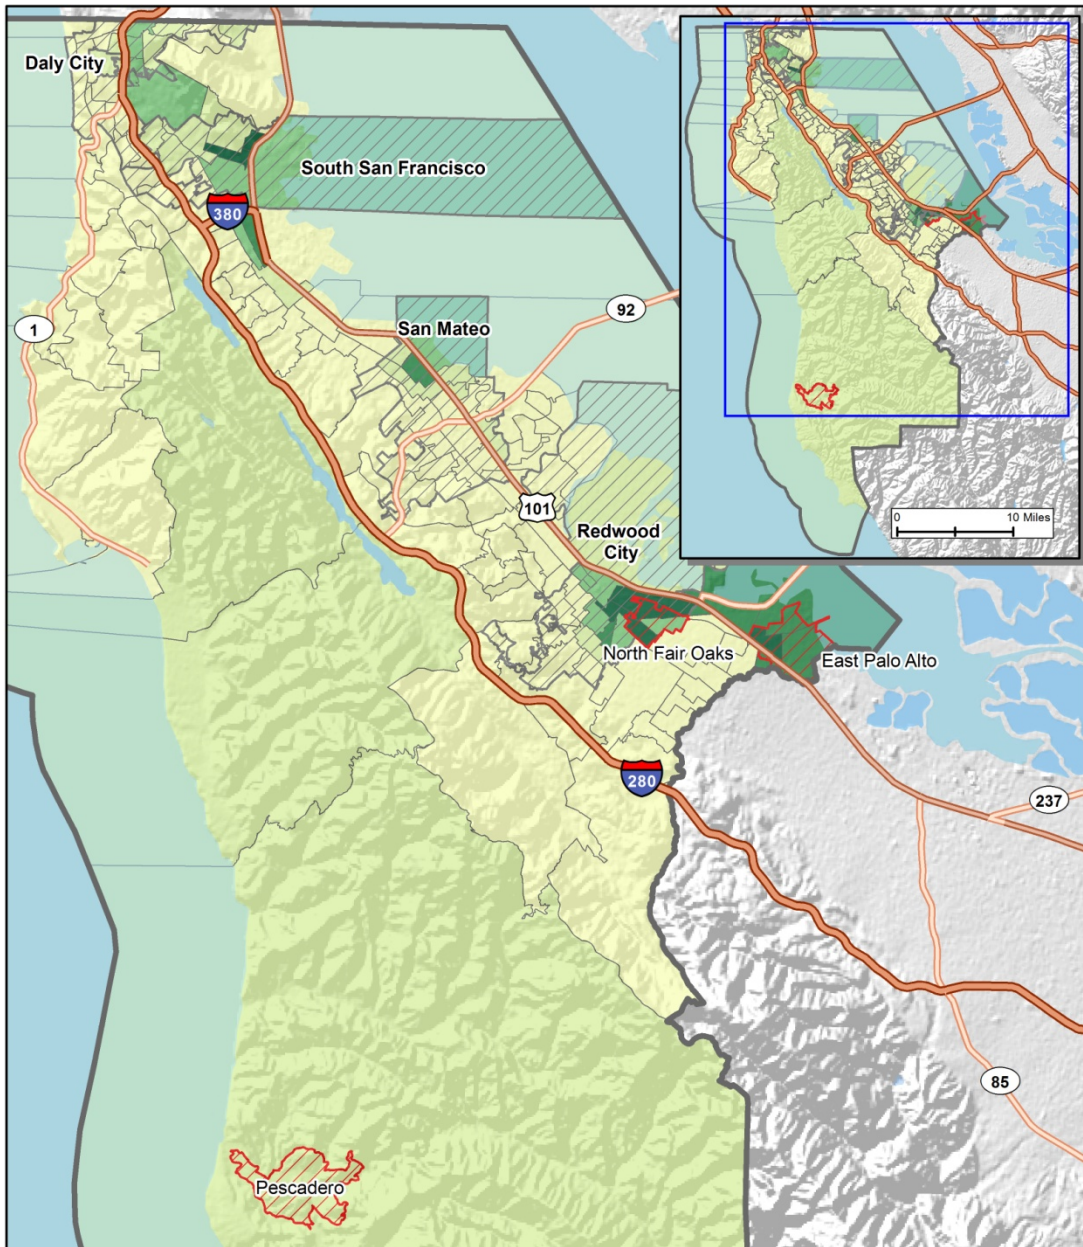 Daly City
South San Francisco
380
1
92
San Mateo
0
10 Miles
101
Redwood
City
North Fair Oaks
East Palo Alto
280
237
85
Pescadero